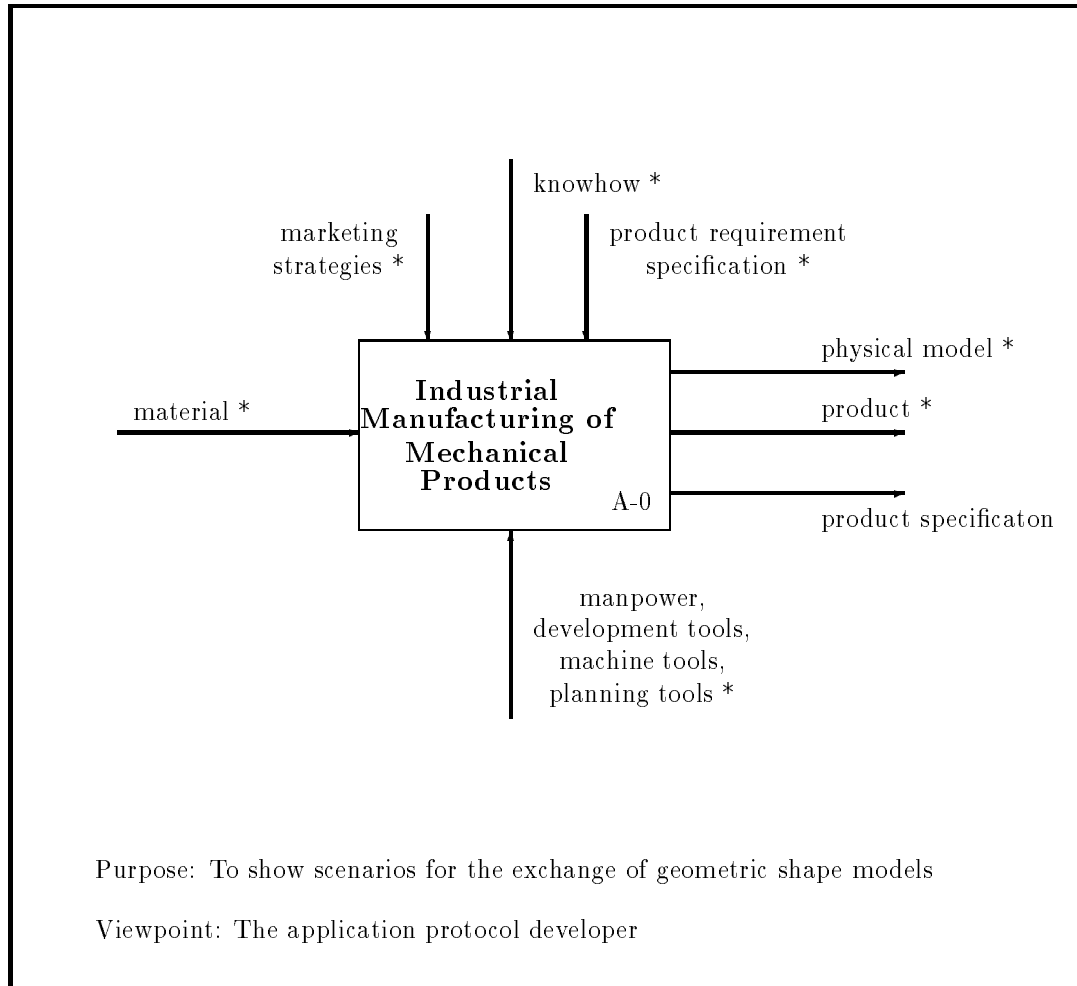 knowhow *
marketing
strategies *
product requirement
specification *
physical model *
material *
product *
Industrial
Manufacturing of
Mechanical
Products
A-0
product specificaton
manpower,
development tools,
machine tools,
planning tools *
Purpose: To show scenarios for the exchange of geometric shape models
Viewpoint: The application protocol developer